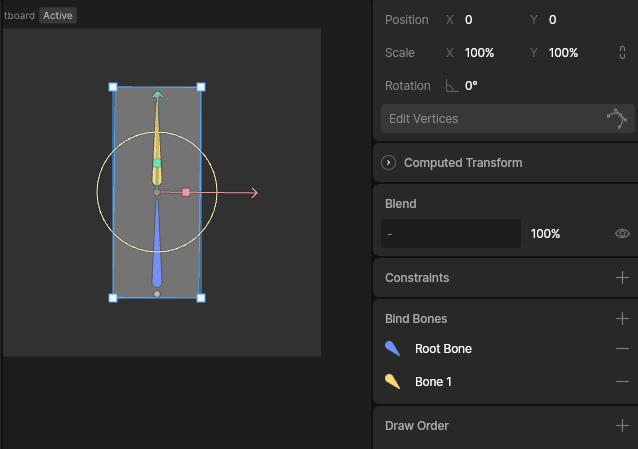 tboard Active
Position X 0 Y 0
Scale X 100% Y 100%
Rotation 0°
Edit Vertices
Computed Transform
Blend
- 100%
Constraints
Bind Bones
Root Bone
Bone 1
Draw Order